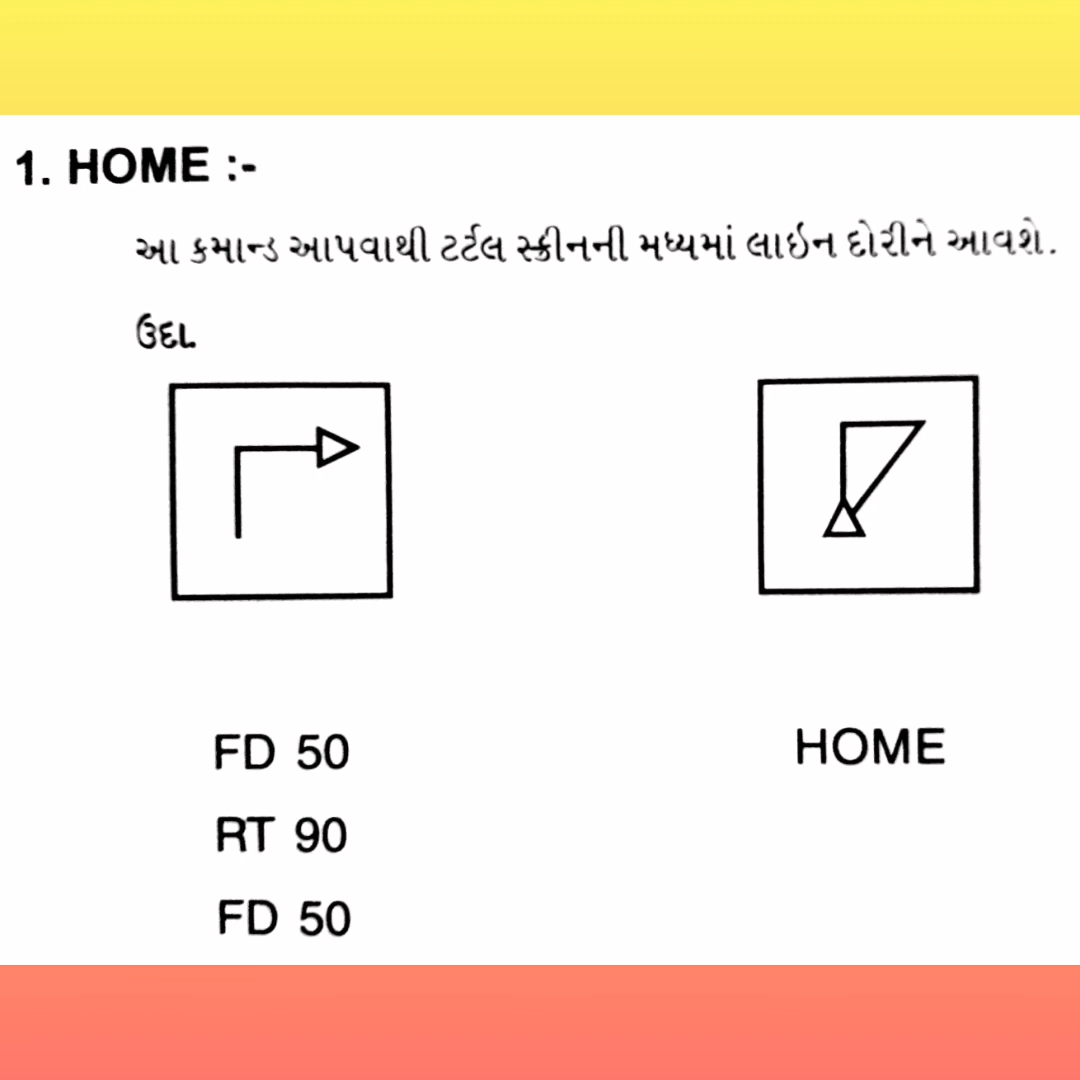 1. HOME :-
આ કમાન્ડ આપવાથી ટર્ટલ સ્ક્રીનની મધ્યમાં લાઇન દોરીને આવશે.
ઉદા.
FD 50
RT 90
FD 50
HOME